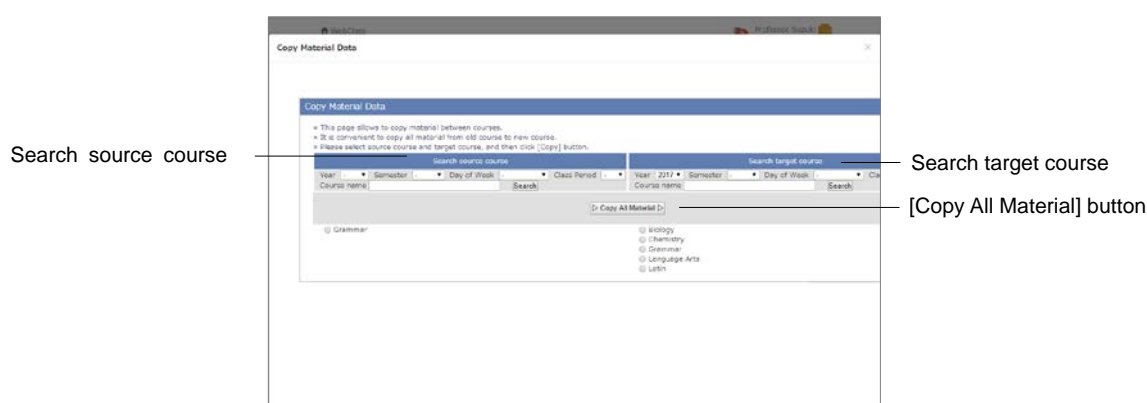 WebClass
Professor Suzuki
Copy Material Data
×
Copy Material Data
» This page allows to copy material between courses.
» It is convenient to copy all material from old course to new course.
» Please select source course and target course, and then click [Copy] button.
Search source course
Search target course
Search source course
Search target course
Year - Semester - Day of Week - Class Period -
Year 2017 Semester - Day of Week -
Course name Search
Course name Search
▷ Copy All Material ▷
[Copy All Material] button
Grammar
Biology
Chemistry
Grammar
Language Arts
Latin